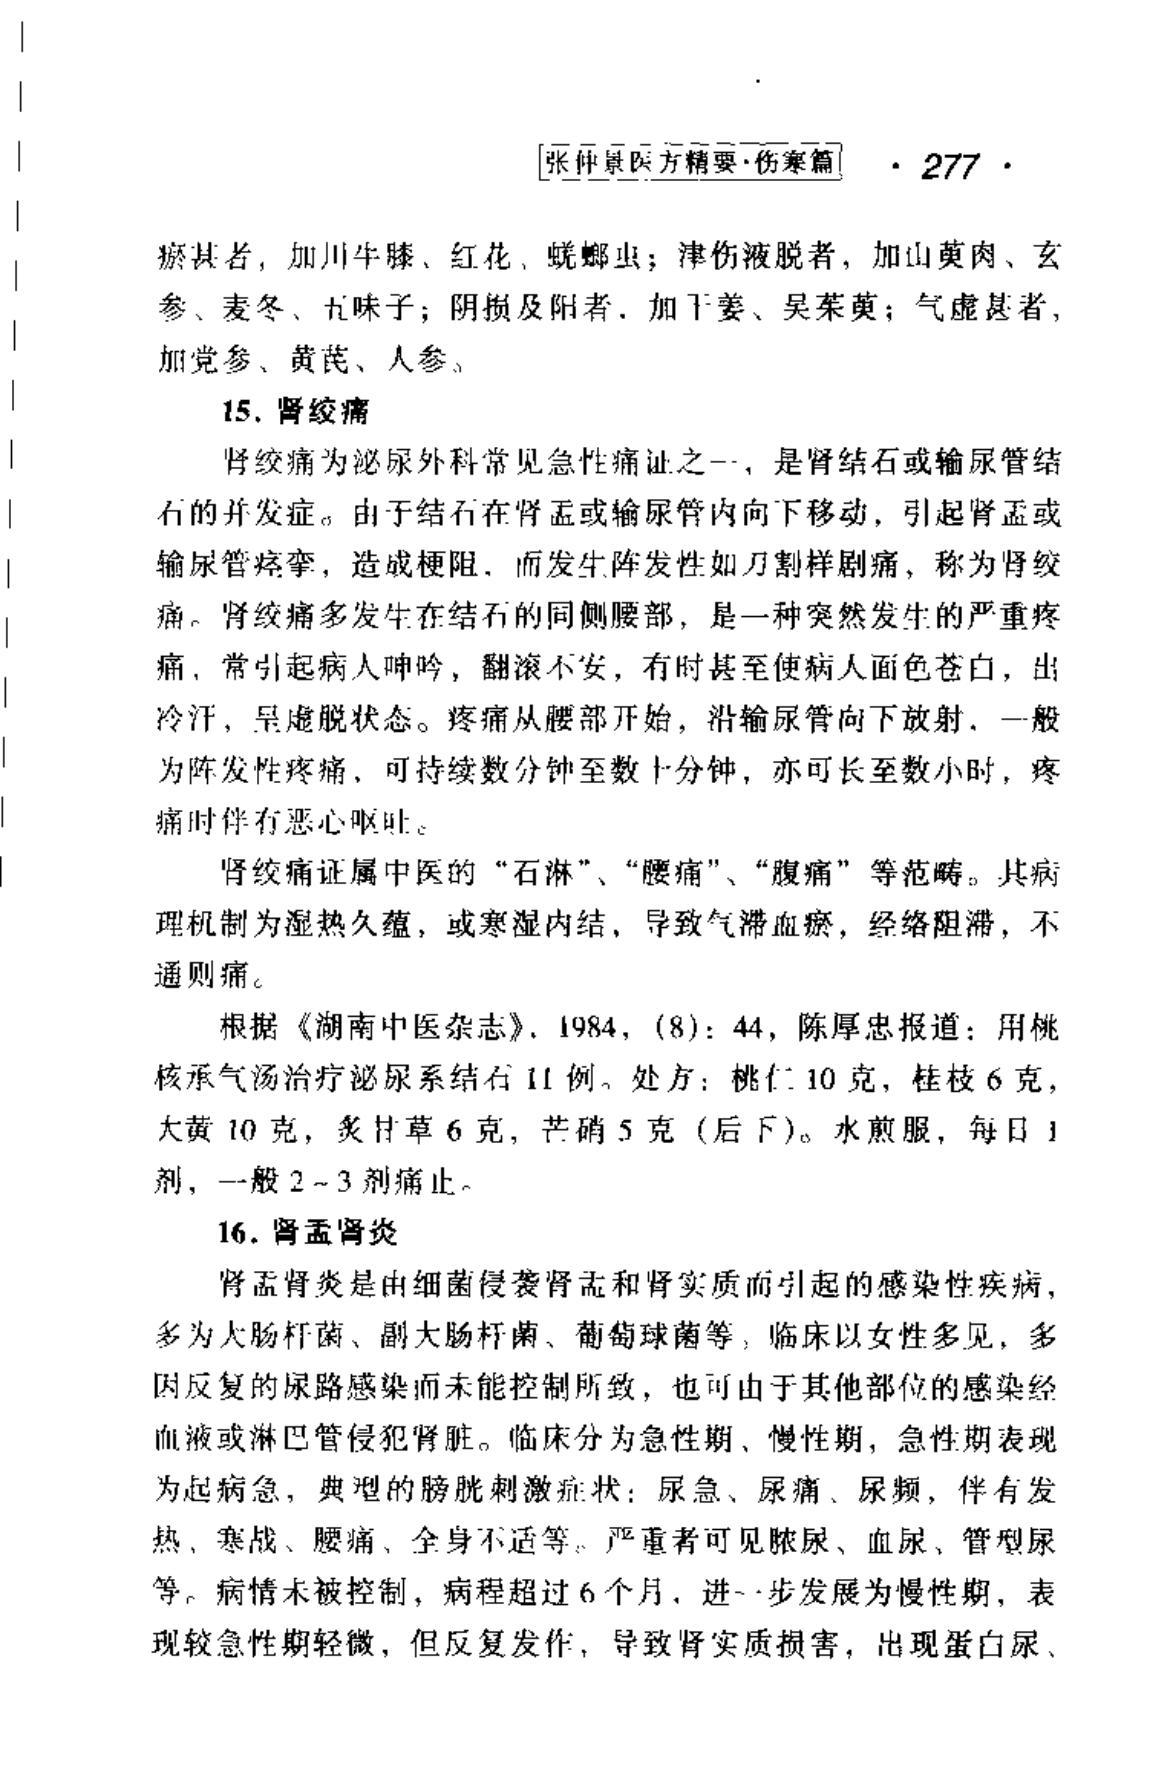 张仲景医方精要·伤寒篇 · 277 ·
瘀甚者，加川牛膝、红花、蜣螂虫；津伤液脱者，加山萸肉、玄
参、麦冬、五味子；阴损及阳者，加干姜、吴茱萸；气虚甚者，
加党参、黄芪、人参。
15. 肾绞痛
肾绞痛为泌尿外科常见急性痛证之一，是肾结石或输尿管结
石的并发症。由于结石在肾盂或输尿管内向下移动，引起肾盂或
输尿管痉挛，造成梗阻，而发生阵发性如刀割样剧痛，称为肾绞
痛。肾绞痛多发生在结石的同侧腰部，是一种突然发生的严重疼
痛，常引起病人呻吟，翻滚不安，有时甚至使病人面色苍白，出
冷汗，呈虚脱状态。疼痛从腰部开始，沿输尿管向下放射，一般
为阵发性疼痛，可持续数分钟至数十分钟，亦可长至数小时，疼
痛时伴有恶心呕吐。
肾绞痛证属中医的“石淋”、“腰痛”、“腹痛”等范畴。其病
理机制为湿热久蕴，或寒湿内结，导致气滞血瘀，经络阻滞，不
通则痛。
根据《湖南中医杂志》，1984，(8)：44，陈厚忠报道：用桃
核承气汤治疗泌尿系结石 11 例。处方：桃仁 10 克，桂枝 6 克，
大黄 10 克，炙甘草 6 克，芒硝 5 克（后下）。水煎服，每日 1
剂，一般 2～3 剂痛止。
16. 肾盂肾炎
肾盂肾炎是由细菌侵袭肾盂和肾实质而引起的感染性疾病，
多为大肠杆菌、副大肠杆菌、葡萄球菌等，临床以女性多见，多
因反复的尿路感染而未能控制所致，也可由于其他部位的感染经
血液或淋巴管侵犯肾脏。临床分为急性期、慢性期，急性期表现
为起病急，典型的膀胱刺激症状：尿急、尿痛、尿频，伴有发
热、寒战、腰痛、全身不适等。严重者可见脓尿、血尿、管型尿
等。病情未被控制，病程超过 6 个月，进一步发展为慢性期，表
现较急性期轻微，但反复发作，导致肾实质损害，出现蛋白尿、